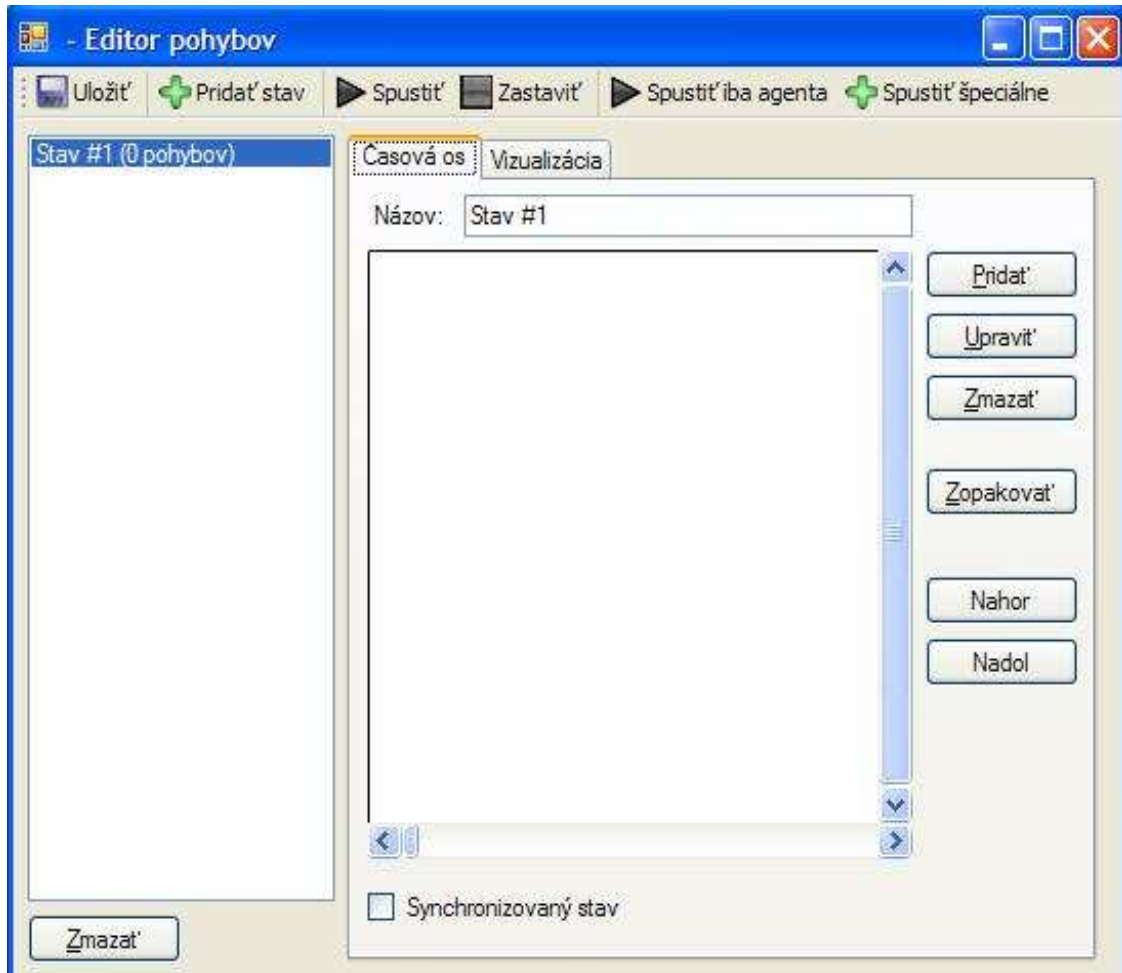 - Editor pohybov
Uložiť Pridať stav Spustiť Zastaviť Spustiť iba agenta Spustiť špeciálne
Stav #1 (0 pohybov)
Časová os Vizualizácia
Názov: Stav #1
Pridať
Upraviť
Zmazať
Zopakovať
Nahor
Nadol
Synchronizovaný stav
Zmazať